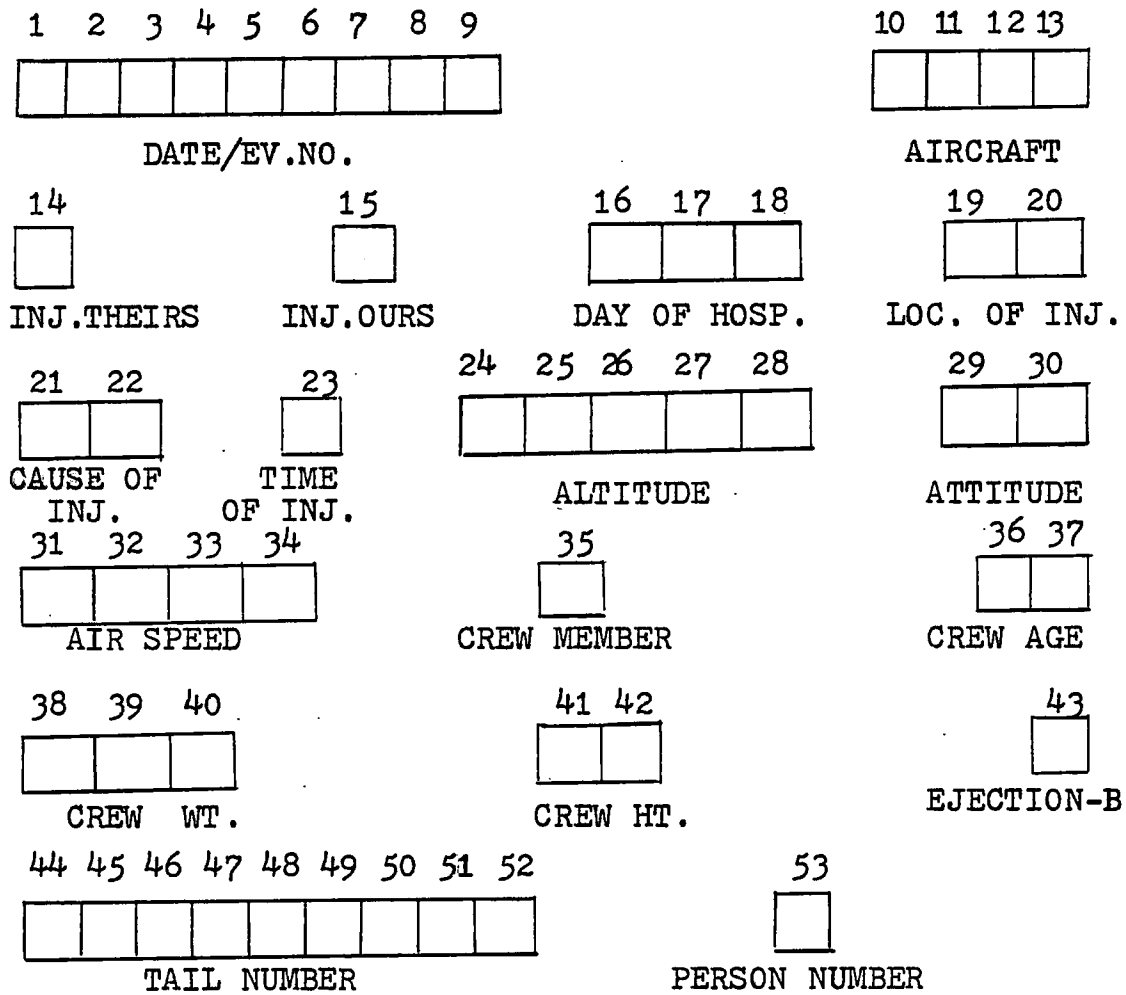 1 2 3 4 5 6 7 8 9 10 11 12 13
DATE/EV.NO. AIRCRAFT
14 15 16 17 18 19 20
INJ.THEIRS INJ.OURS DAY OF HOSP. LOC. OF INJ.
21 22 23 24 25 26 27 28 29 30
CAUSE OF INJ. TIME OF INJ. ALTITUDE ATTITUDE
31 32 33 34 35 36 37
AIR SPEED CREW MEMBER CREW AGE
38 39 40 41 42 43
CREW WT. CREW HT. EJECTION-B
44 45 46 47 48 49 50 51 52 53
TAIL NUMBER PERSON NUMBER